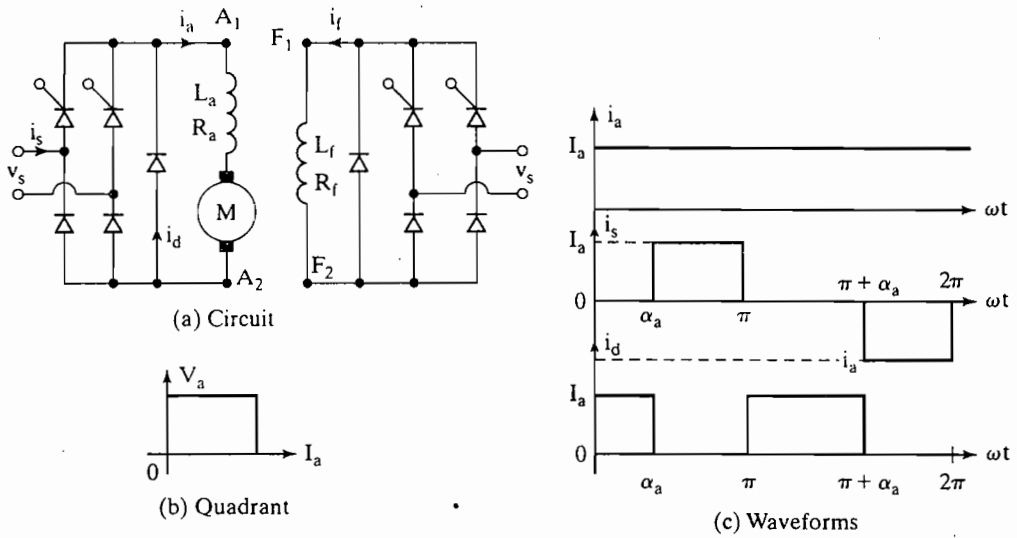 i_a A_1
F_1 i_f
L_a
R_a
i_s
v_s
M
i_d
A_2
L_f
R_f
v_s
F_2
(a) Circuit
V_a
0 I_a
(b) Quadrant
i_a
I_a
ωt
i_s
I_a
0 α_a π π + α_a 2π ωt
i_d
i_a
I_a
0 ωt
α_a π π + α_a 2π
(c) Waveforms